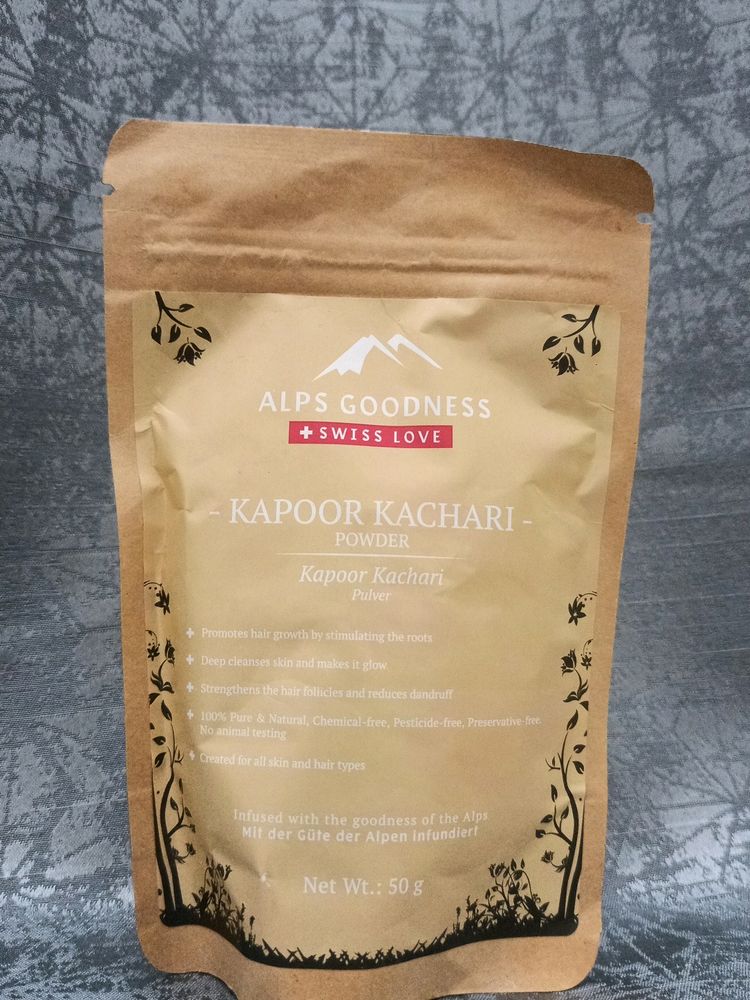 ALPS GOODNESS
+ SWISS LOVE
- KAPOOR KACHARI -
POWDER
Kapoor Kachari
Pulver
Promotes hair growth by stimulating the roots
Deep cleanses skin and makes it glow
Strengthens the hair follicles and reduces dandruff
100% Pure & Natural, Chemical-free, Pesticide-free, Preservative-free.
No animal testing
Created for all skin and hair types
Infused with the goodness of the Alps
Mit der Güte der Alpen infundiert
Net Wt.: 50 g